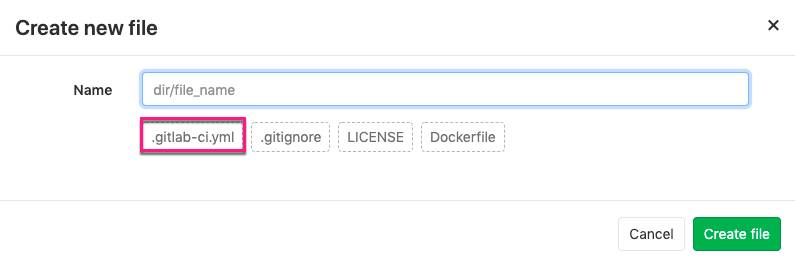 Create new file
×
Name
dir/file_name
.gitlab-ci.yml .gitignore LICENSE Dockerfile
Cancel Create file